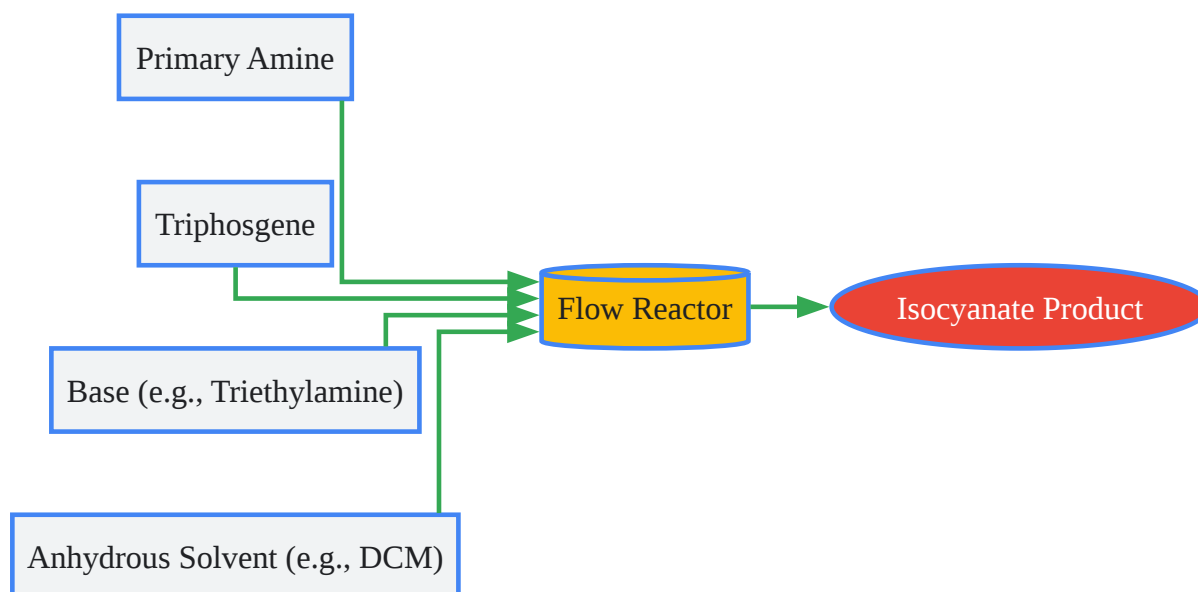 Primary Amine
Triphosgene
Flow Reactor
Isocyanate Product
Base (e.g., Triethylamine)
Anhydrous Solvent (e.g., DCM)